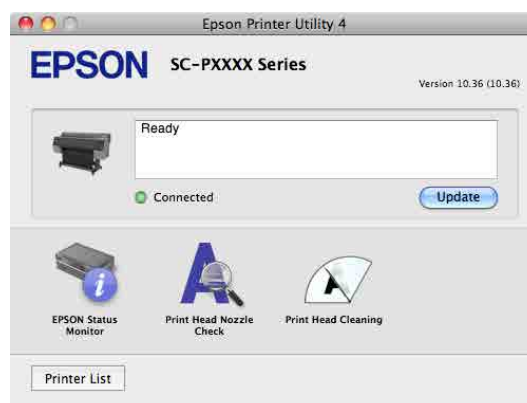 Epson Printer Utility 4
EPSON
SC-PXXXX Series
Version 10.36 (10.36)
Ready
Connected
Update
EPSON Status
Monitor
Print Head Nozzle
Check
Print Head Cleaning
Printer List